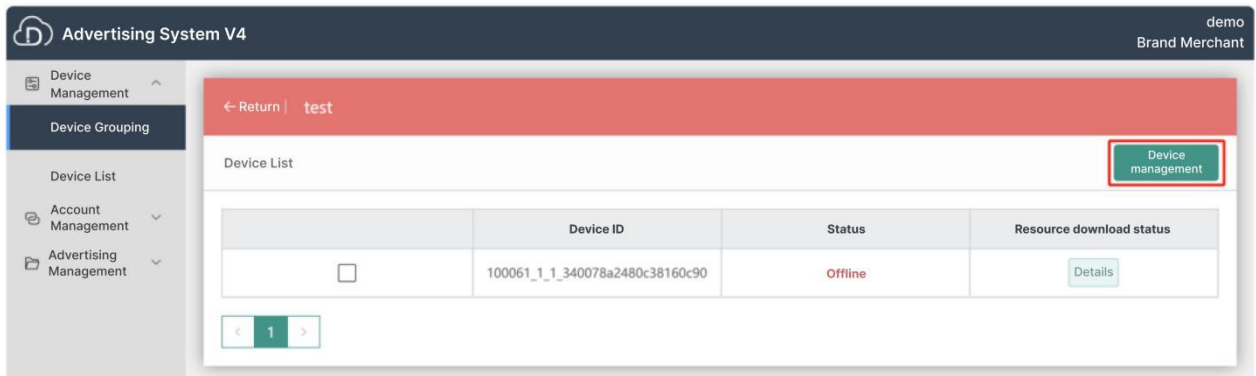 Advertising System V4
demo
Brand Merchant
Device
Management
Device Grouping
Device List
Account
Management
Advertising
Management
Return
test
Device List
Device
management
Device ID
Status
Resource download status
100061_1_1_340078a2480c38160c90
Offline
Details
1